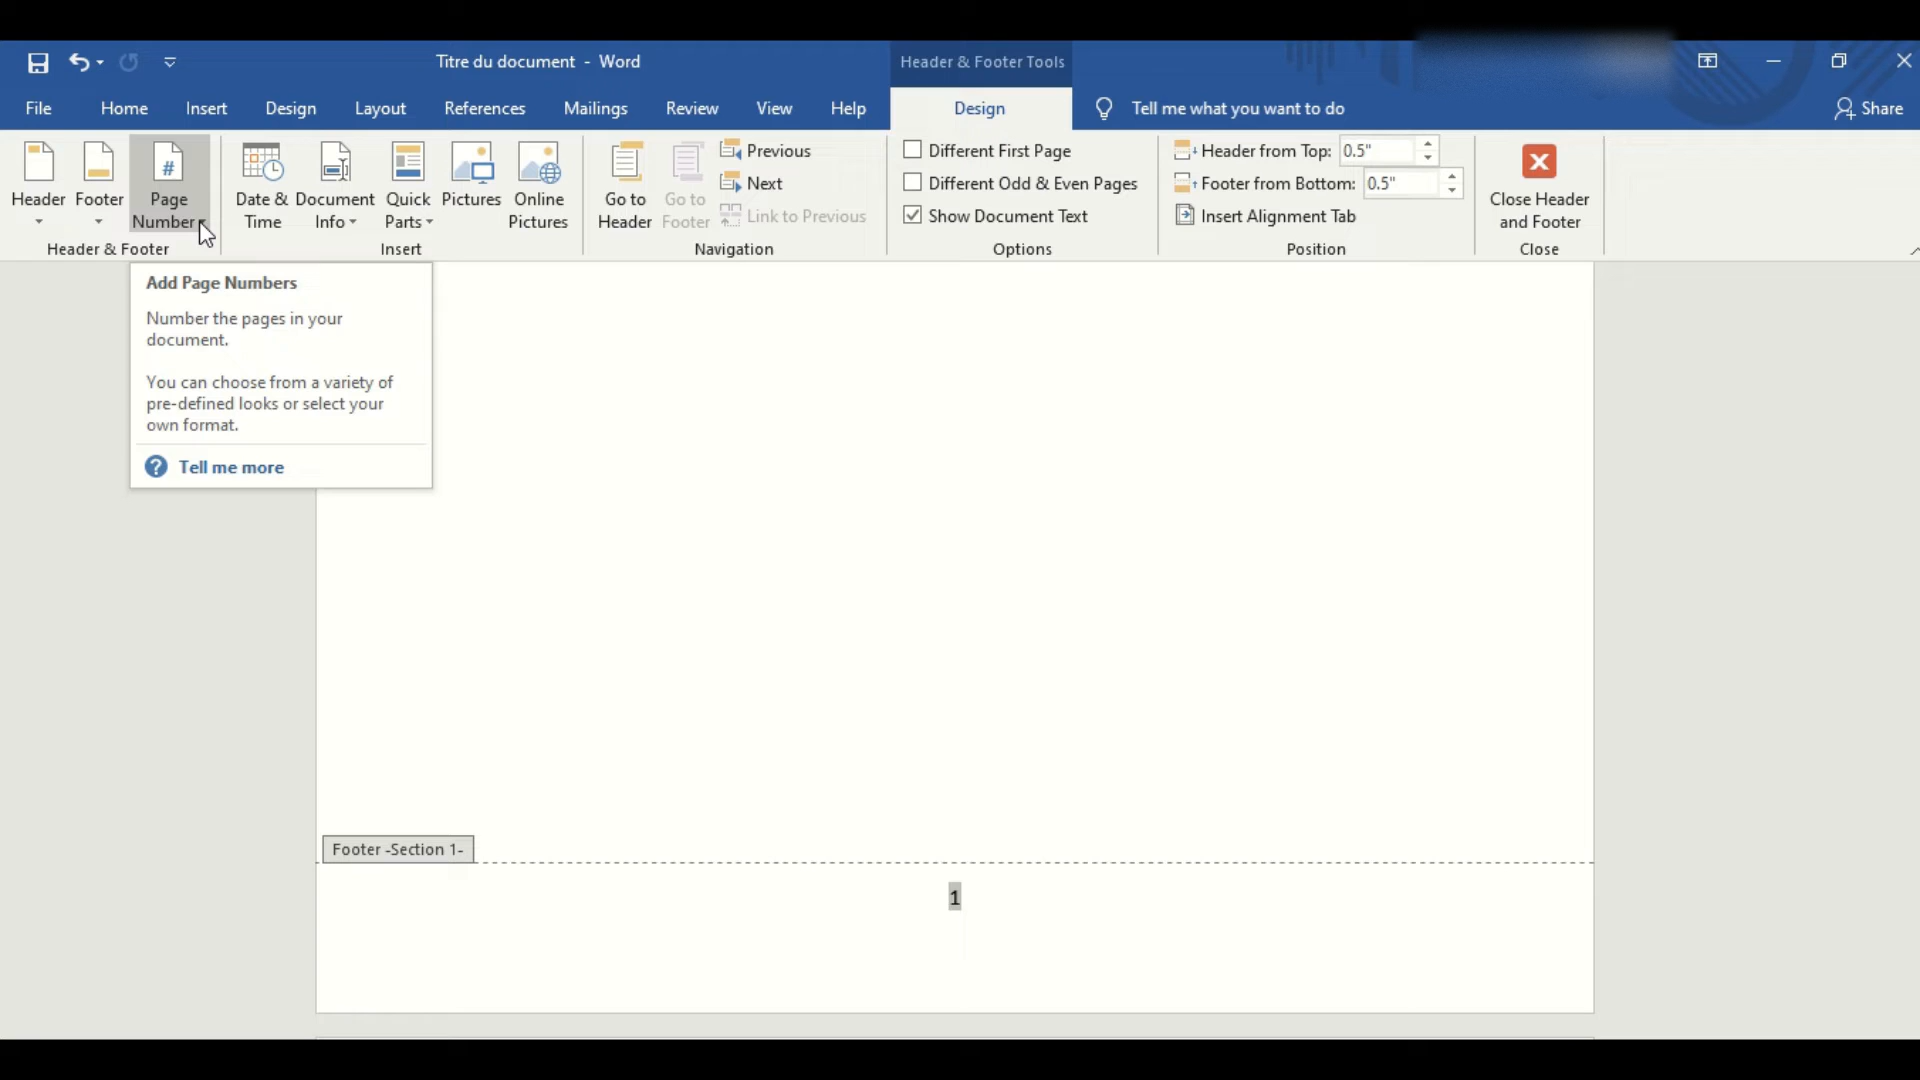 Titre du document - Word
Header & Footer Tools
File Home Insert Design Layout References Mailings Review View Help Design Tell me what you want to do Share
Header
Footer
Page Number
Header & Footer
Date & Time
Document Info
Quick Parts
Pictures
Online Pictures
Insert
Go to Header
Go to Footer
Previous
Next
Link to Previous
Navigation
Different First Page
Different Odd & Even Pages
Show Document Text
Options
Header from Top: 0.5"
Footer from Bottom: 0.5"
Insert Alignment Tab
Position
Close Header and Footer
Close
Add Page Numbers
Number the pages in your
document.
You can choose from a variety of
pre-defined looks or select your
own format.
Tell me more
Footer -Section 1-
1